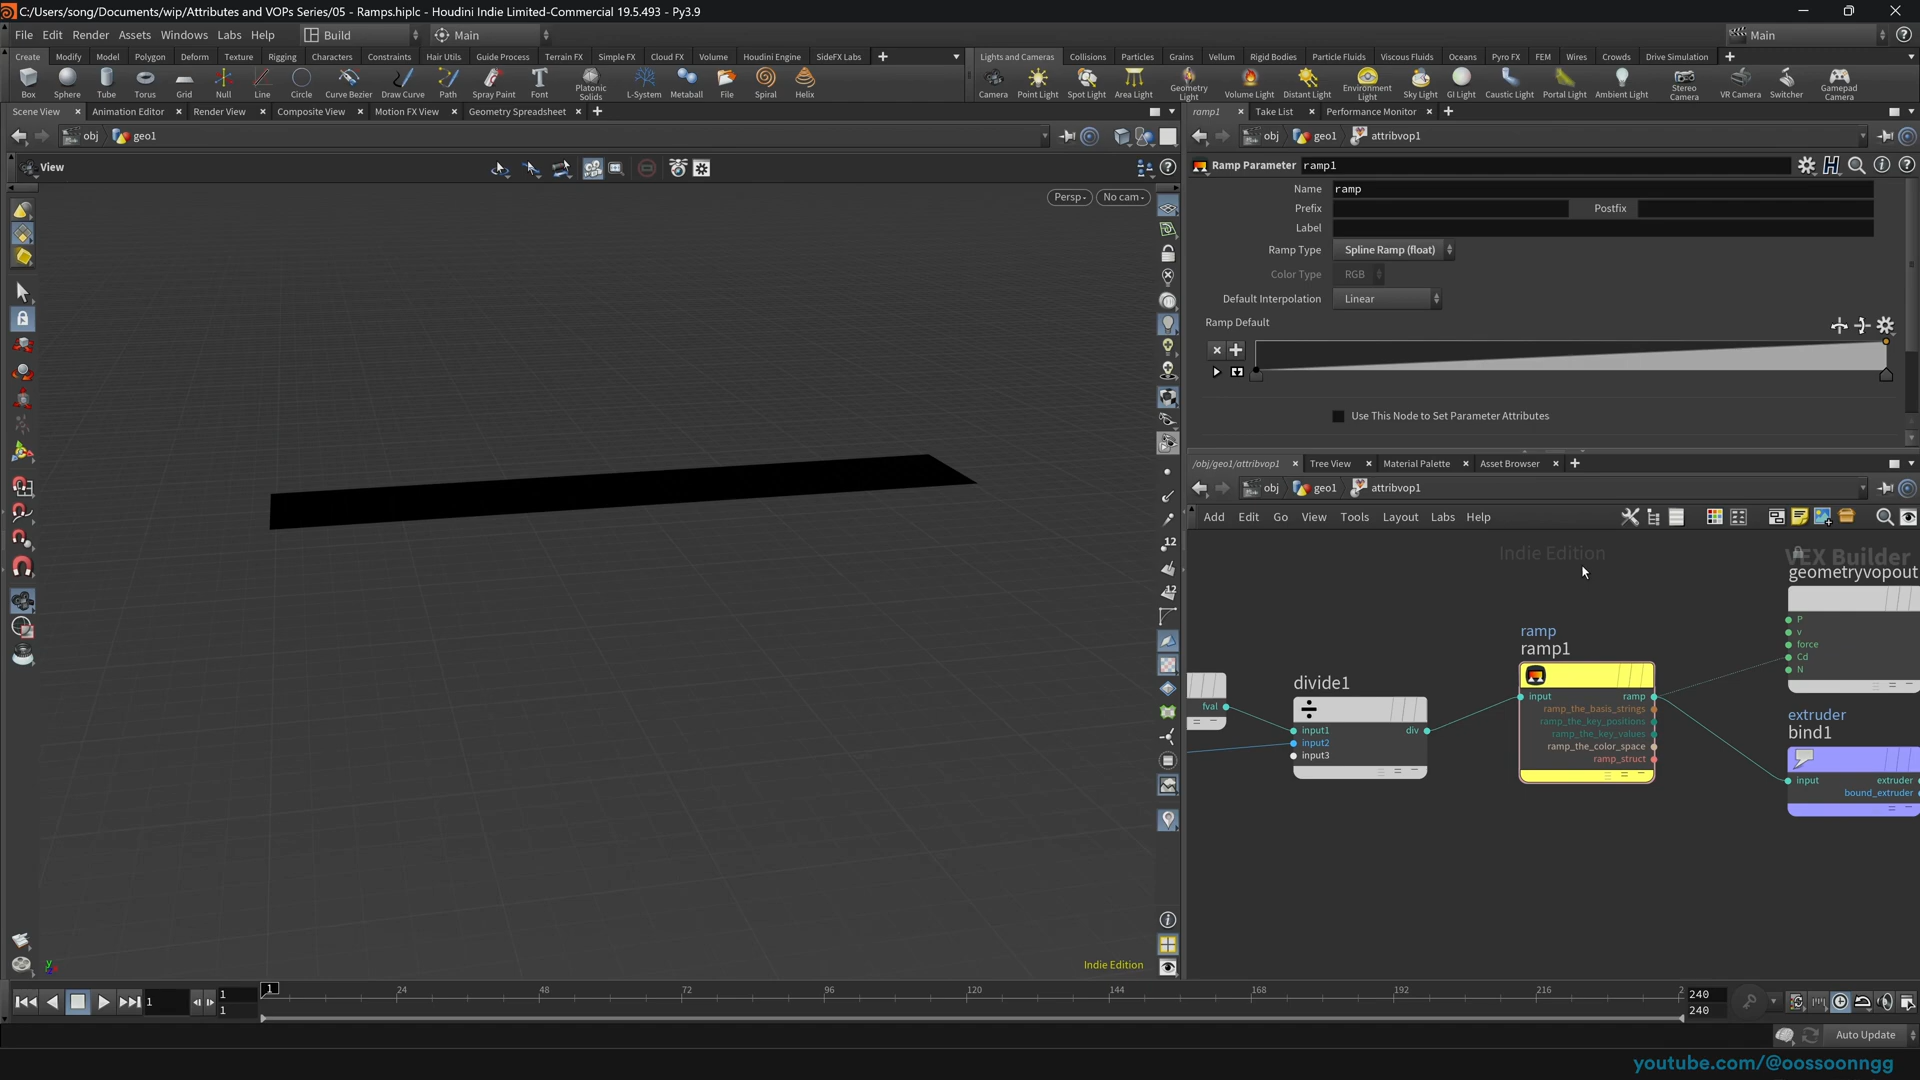 C:/Users/song/Documents/wip/Attributes and VOPs Series/05 - Ramps.hiplc - Houdini Indie Limited-Commercial 19.5.493 - Py3.9
File Edit Render Assets Windows Labs Help Build Main Main
Create Modify Model Polygon Deform Texture Rigging Characters Constraints Hair Utils Guide Process Terrain FX Simple FX Cloud FX Volume Houdini Engine SideFX Labs
Lights and Cameras Collisions Particles Grains Vellum Rigid Bodies Particle Fluids Viscous Fluids Oceans Pyro FX FEM Wires Crowds Drive Simulation
Box Sphere Tube Torus Grid Null Line Circle Curve Bezier Draw Curve Path Spray Paint Font Platonic Solids L-System Metaball File Spiral Helix
Camera Point Light Spot Light Area Light Geometry Light Volume Light Distant Light Environment Light Sky Light GI Light Caustic Light Portal Light Ambient Light Stereo Camera VR Camera Switcher Gamepad Camera
Scene View Animation Editor Render View Composite View Motion FX View Geometry Spreadsheet
obj geo1
View
Persp No cam
12
12
Indie Edition
ramp1 Take List Performance Monitor
obj geo1 attribvop1
Ramp Parameter ramp1
Name ramp
Prefix Postfix
Label
Ramp Type Spline Ramp (float)
Color Type RGB
Default Interpolation Linear
Ramp Default
Use This Node to Set Parameter Attributes
/obj/geo1/attribvop1 Tree View Material Palette Asset Browser
obj geo1 attribvop1
Add Edit Go View Tools Layout Labs Help
Indie Edition
VEX Builder
geometryvopout
P
v
force
Cd
N
ramp
ramp1
input ramp
ramp_the_basis_strings
ramp_the_key_positions
ramp_the_key_values
ramp_the_color_space
ramp_struct
divide1
input1 div
input2
input3
fval
extruder
bind1
input extruder
bound_extruder
y
1 1 1 1 24 48 72 96 120 144 168 192 216 2 240 240
Auto Update
youtube.com/@oossoonngg